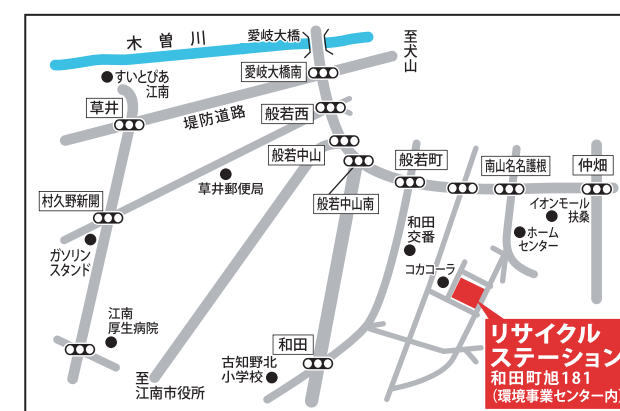 木曽川
愛岐大橋
至犬山
すいとぴあ
江南
愛岐大橋南
草井
堤防道路
般若西
般若中山
般若町
南山名名護根
仲畑
草井郵便局
般若中山南
村久野新開
イオンモール
扶桑
和田
交番
ホーム
センター
ガソリン
スタンド
コカコーラ
江南
厚生病院
和田
リサイクル
ステーション
和田町旭181
(環境事業センター内)
至
江南市役所
古知野北
小学校